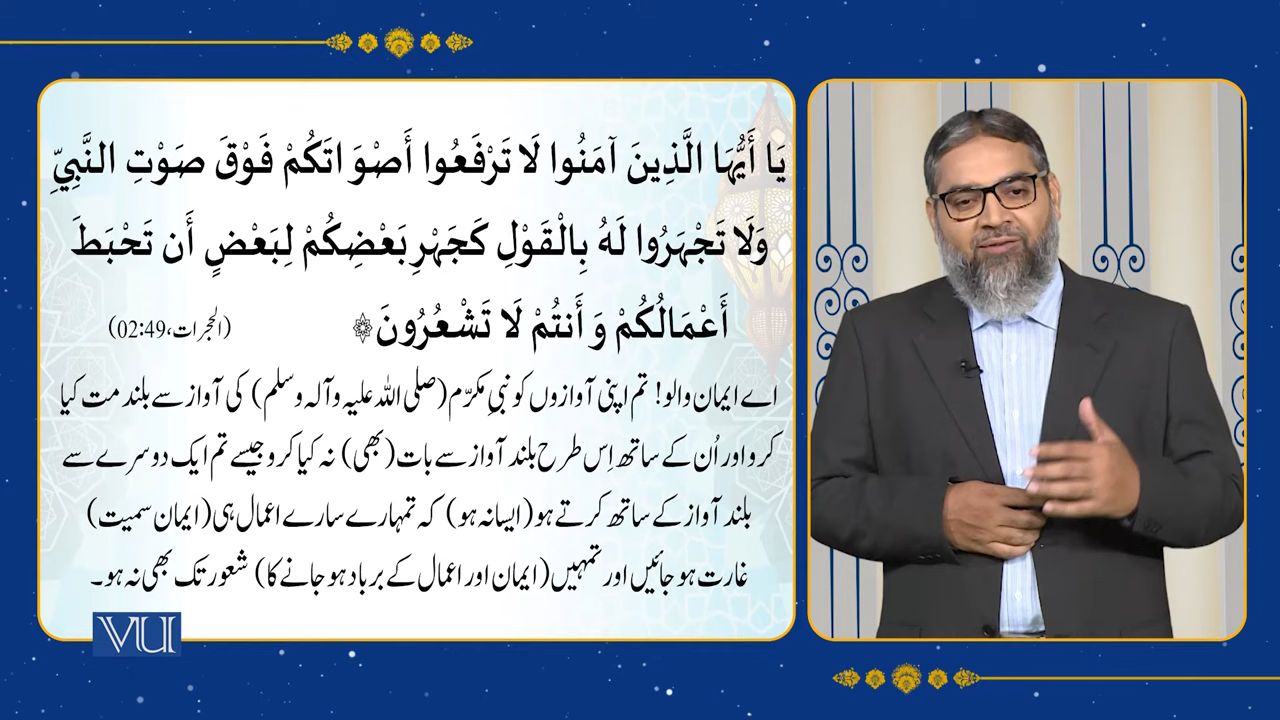 يَا أَيُّهَا الَّذِينَ آمَنُوا لَا تَرْفَعُوا أَصْوَاتَكُمْ فَوْقَ صَوْتِ النَّبِيِّ
وَلَا تَجْهَرُوا لَهُ بِالْقَوْلِ كَجَهْرِ بَعْضِكُمْ لِبَعْضٍ أَن تَحْبَطَ
أَعْمَالُكُمْ وَأَنتُمْ لَا تَشْعُرُونَ۞ (الحجرات،02:49)
اے ایمان والو! تم اپنی آوازوں کو نبیِ مکرّم (صلی اللہ علیہ وآلہ وسلم) کی آواز سے بلند مت کیا
کرو اور اُن کے ساتھ اِس طرح بلند آواز سے بات (بھی) نہ کیا کرو جیسے تم ایک دوسرے سے
بلند آواز کے ساتھ کرتے ہو (ایسا نہ ہو) کہ تمہارے سارے اعمال ہی (ایمان سمیت)
غارت ہو جائیں اور تمہیں (ایمان اور اعمال کے برباد ہو جانے کا) شعور تک بھی نہ ہو۔
VU